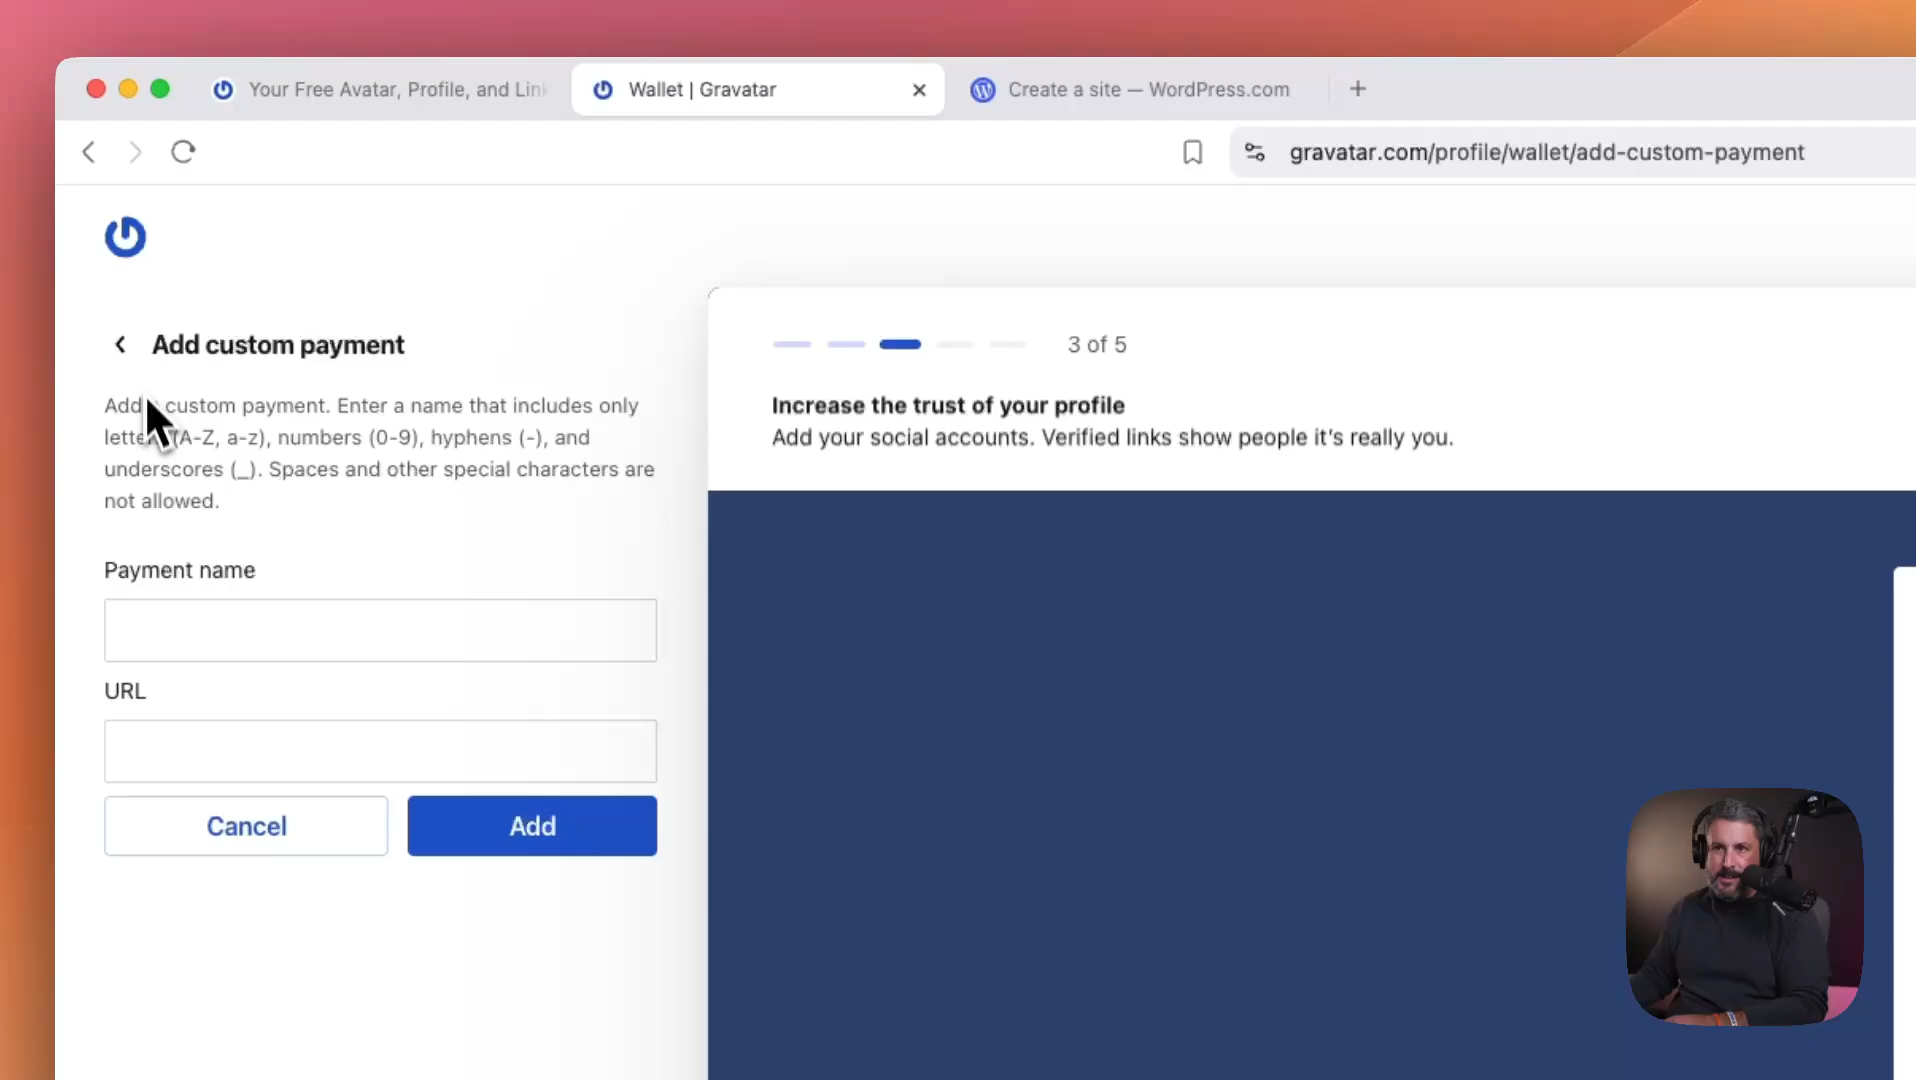 Your Free Avatar, Profile, and Link
Wallet | Gravatar
Create a site — WordPress.com
gravatar.com/profile/wallet/add-custom-payment
Add custom payment
Add custom payment. Enter a name that includes only
(A-Z, a-z), numbers (0-9), hyphens (-), and
underscores (_). Spaces and other special characters are
not allowed.
Payment name
URL
Cancel
Add
3 of 5
Increase the trust of your profile
Add your social accounts. Verified links show people it's really you.